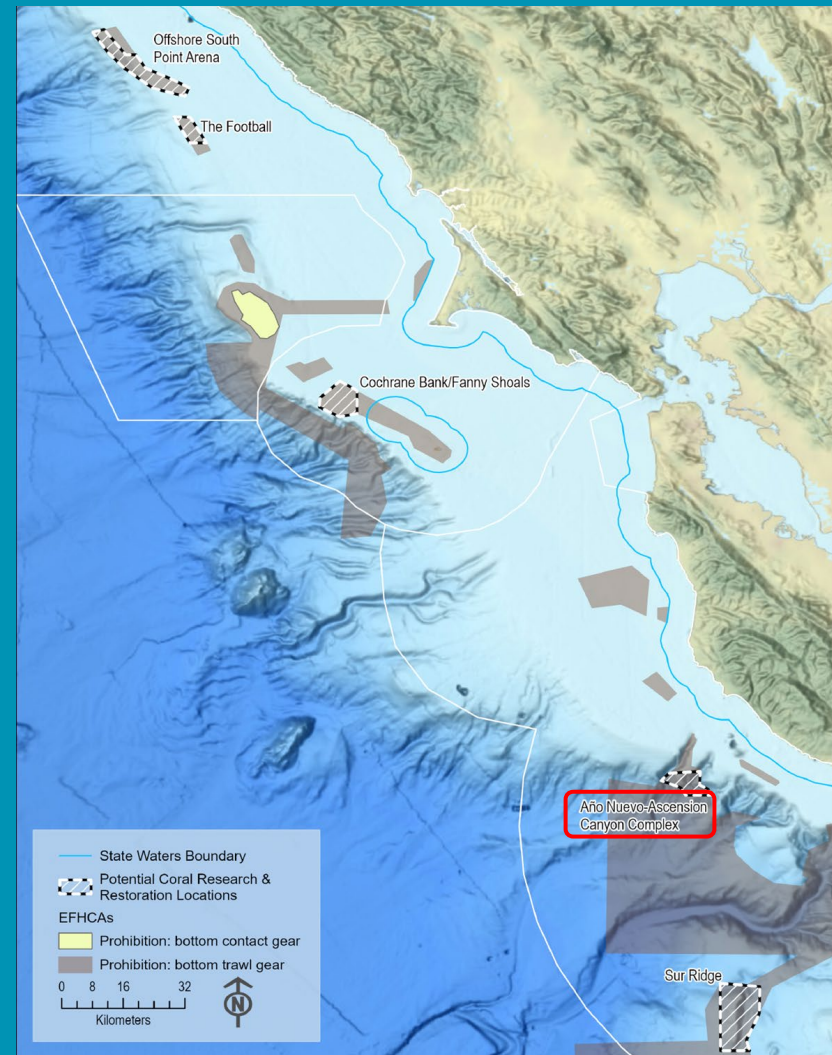 Offshore South
Point Arena
The Football
Cochrane Bank/Fanny Shoals
Año Nuevo-Ascension
Canyon Complex
Sur Ridge
State Waters Boundary
Potential Coral Research &
Restoration Locations
EFHCAs
Prohibition: bottom contact gear
Prohibition: bottom trawl gear
0 8 16 32
Kilometers
N